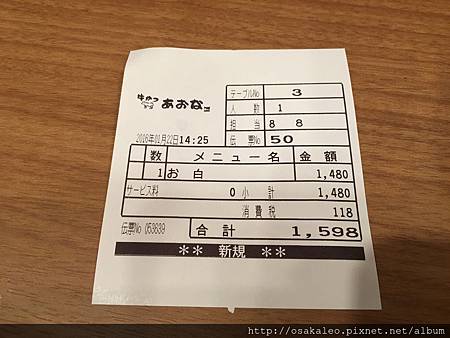 テーブルNo 3
牛かつ あおな
人数 1
担当 8 8
2016年01月22日14:25 伝票No 50
数 メニュー名 金額
1 お 白 1,480
サービス料 0 小計 1,480
消費税 118
伝票No 053639 合計 1,598
** 新規 **
http://osakaleo.pixnet.net/album